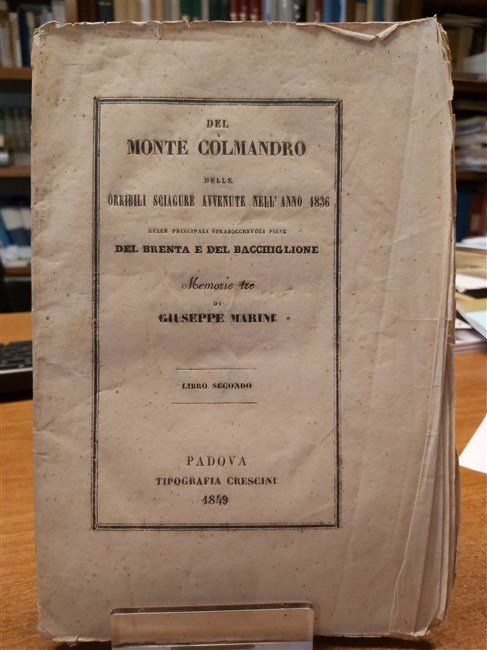 DEL
MONTE COLMANDRO
DELLE
ORRIBILI SCIAGURE AVVENUTE NELL'ANNO 1836
DELLE PRINCIPALI STRABOCCHEVOLI PIENE
DEL BRENTA E DEL BACCHIGLIONE
Memorie tre
DI
GIUSEPPE MARINI
LIBRO SECONDO
PADOVA
TIPOGRAFIA CRESCINI
1849